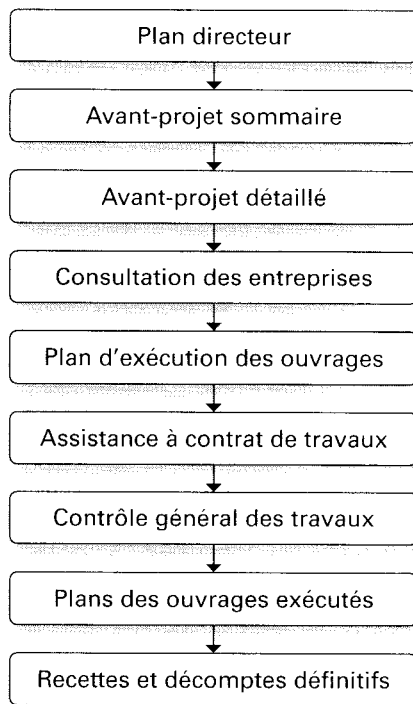 Plan directeur
Avant-projet sommaire
Avant-projet détaillé
Consultation des entreprises
Plan d'exécution des ouvrages
Assistance à contrat de travaux
Contrôle général des travaux
Plans des ouvrages exécutés
Recettes et décomptes définitifs